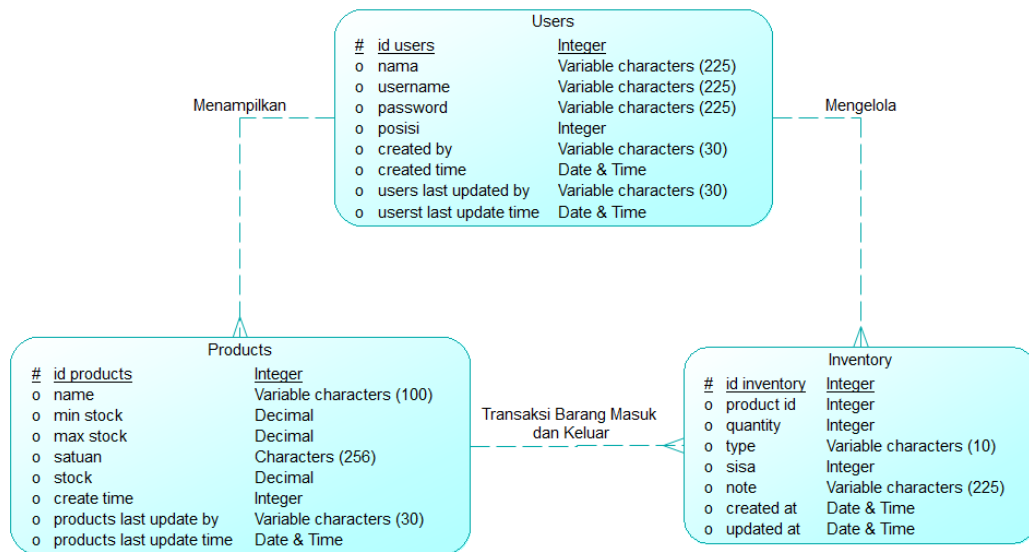 Users
# id users Integer
o nama Variable characters (225)
o username Variable characters (225)
o password Variable characters (225)
o posisi Integer
o created by Variable characters (30)
o created time Date & Time
o users last updated by Variable characters (30)
o userst last update time Date & Time
Menampilkan
Mengelola
Products
# id products Integer
o name Variable characters (100)
o min stock Decimal
o max stock Decimal
o satuan Characters (256)
o stock Decimal
o create time Integer
o products last update by Variable characters (30)
o products last update time Date & Time
Transaksi Barang Masuk
dan Keluar
Inventory
# id inventory Integer
o product id Integer
o quantity Integer
o type Variable characters (10)
o sisa Integer
o note Variable characters (225)
o created at Date & Time
o updated at Date & Time